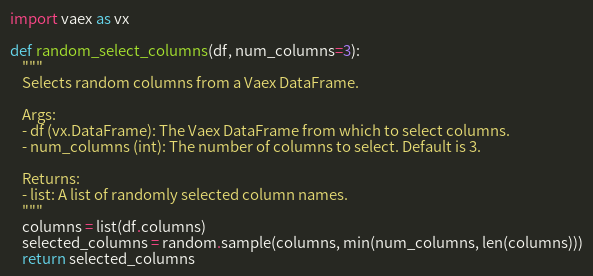 import vaex as vx
def random_select_columns(df, num_columns=3):
"""
Selects random columns from a Vaex DataFrame.
Args:
- df (vx.DataFrame): The Vaex DataFrame from which to select columns.
- num_columns (int): The number of columns to select. Default is 3.
Returns:
- list: A list of randomly selected column names.
"""
columns = list(df.columns)
selected_columns = random.sample(columns, min(num_columns, len(columns)))
return selected_columns